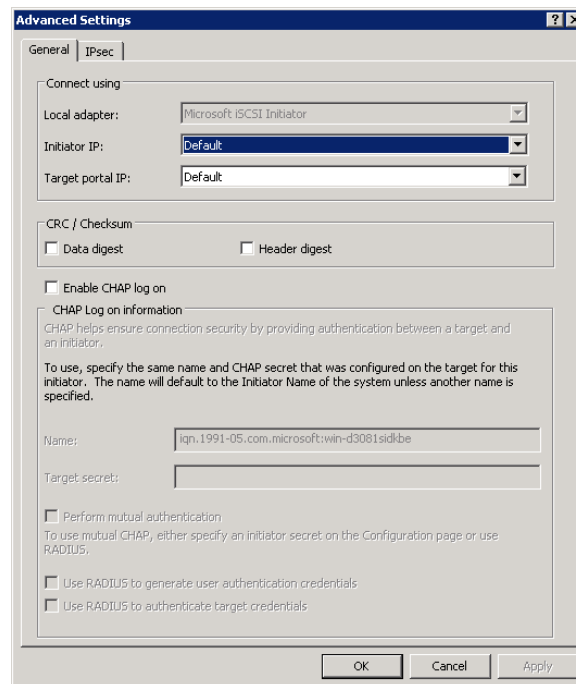 Advanced Settings
General
IPsec
Connect using
Local adapter:
Microsoft iSCSI Initiator
Initiator IP:
Default
Target portal IP:
Default
CRC / Checksum
Data digest
Header digest
Enable CHAP log on
CHAP Log on information
CHAP helps ensure connection security by providing authentication between a target and
an initiator.
To use, specify the same name and CHAP secret that was configured on the target for this
initiator. The name will default to the Initiator Name of the system unless another name is
specified.
Name:
iqn.1991-05.com.microsoft:win-d3081sidkbe
Target secret:
Perform mutual authentication
To use mutual CHAP, either specify an initiator secret on the Configuration page or use
RADIUS.
Use RADIUS to generate user authentication credentials
Use RADIUS to authenticate target credentials
OK
Cancel
Apply